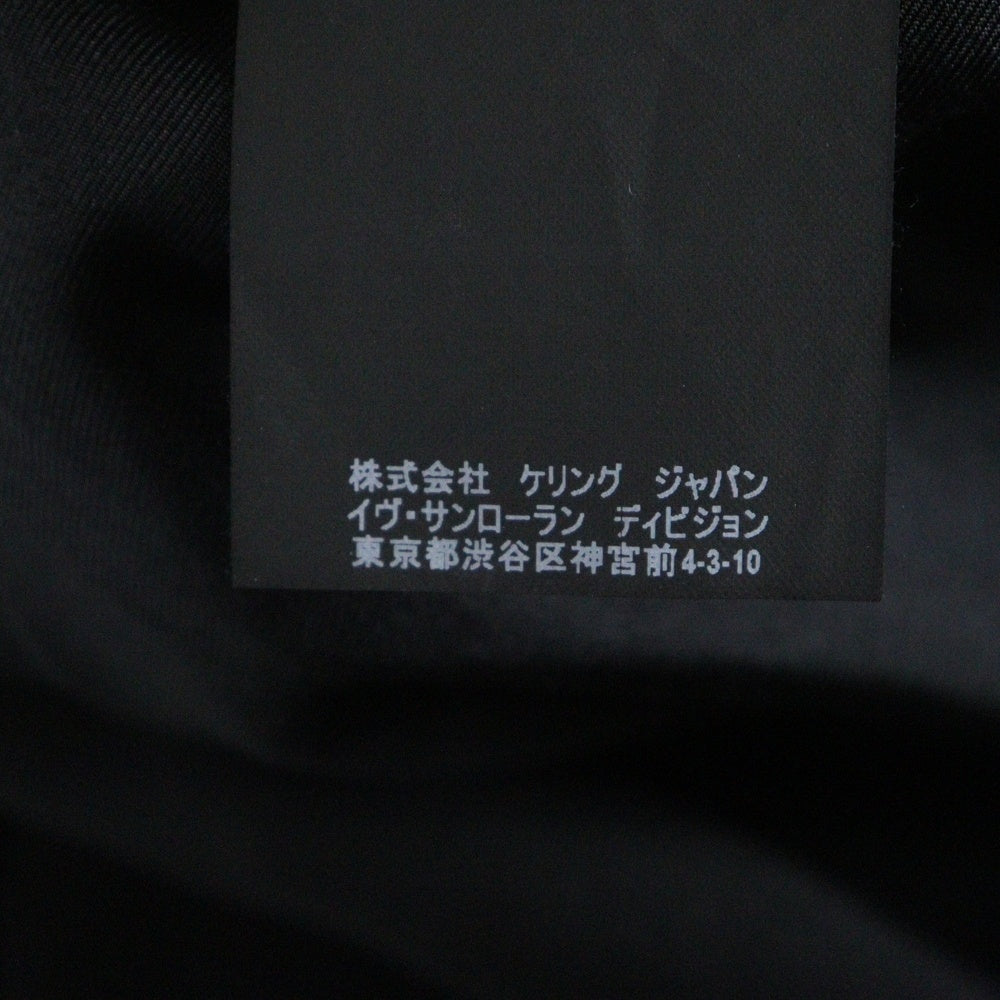 株式会社　ケリング　ジャパン
イヴ・サンローラン　ディビジョン
東京都渋谷区神宮前4-3-10